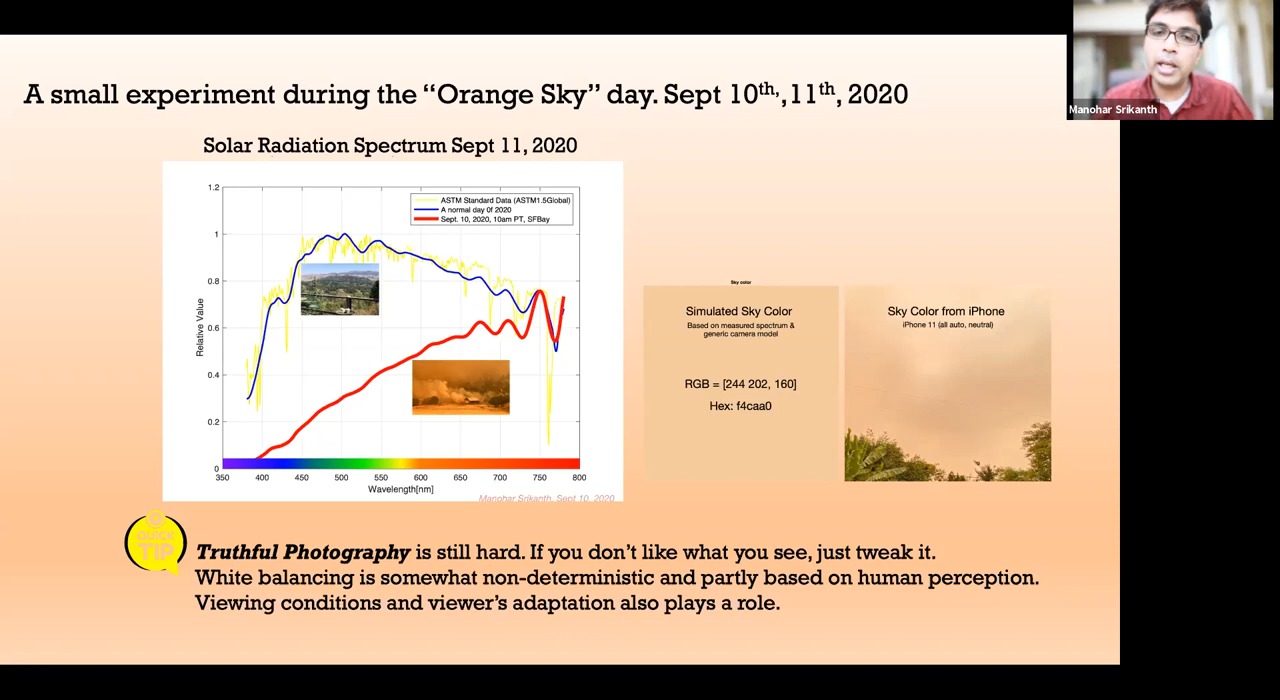 Manohar Srikanth
A small experiment during the “Orange Sky” day. Sept 10th,,11th, 2020
Solar Radiation Spectrum Sept 11, 2020
1.2
1
0.8
0.6
0.4
0.2
0
Relative Value
ASTM Standard Data (ASTM1.5Global)
A normal day 0f 2020
Sept. 10, 2020, 10am PT, SFBay
350 400 450 500 550 600 650 700 750 800
Wavelength[nm]
Manohar Srikanth, Sept 10, 2020
Sky color
Simulated Sky Color
Based on measured spectrum &
generic camera model
RGB = [244 202, 160]
Hex: f4caa0
Sky Color from iPhone
iPhone 11 (all auto, neutral)
QUICK
TIP
Truthful Photography is still hard. If you don’t like what you see, just tweak it.
White balancing is somewhat non-deterministic and partly based on human perception.
Viewing conditions and viewer’s adaptation also plays a role.